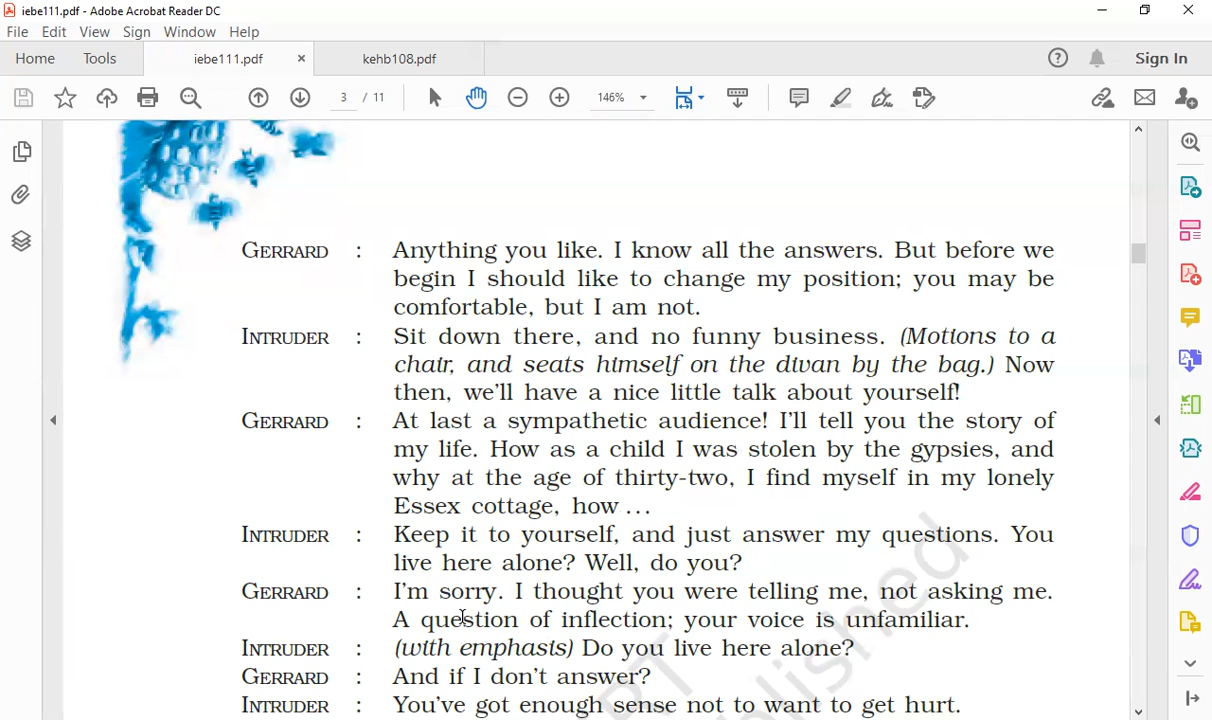 iebe111.pdf - Adobe Acrobat Reader DC
File Edit View Sign Window Help
Home Tools iebe111.pdf × kehb108.pdf Sign In
3 / 11 146%
GERRARD : Anything you like. I know all the answers. But before we
begin I should like to change my position; you may be
comfortable, but I am not.
INTRUDER : Sit down there, and no funny business. (Motions to a
chair, and seats himself on the divan by the bag.) Now
then, we'll have a nice little talk about yourself!
GERRARD : At last a sympathetic audience! I'll tell you the story of
my life. How as a child I was stolen by the gypsies, and
why at the age of thirty-two, I find myself in my lonely
Essex cottage, how ...
INTRUDER : Keep it to yourself, and just answer my questions. You
live here alone? Well, do you?
GERRARD : I'm sorry. I thought you were telling me, not asking me.
A question of inflection; your voice is unfamiliar.
INTRUDER : (with emphasis) Do you live here alone?
GERRARD : And if I don't answer?
INTRUDER : You've got enough sense not to want to get hurt.